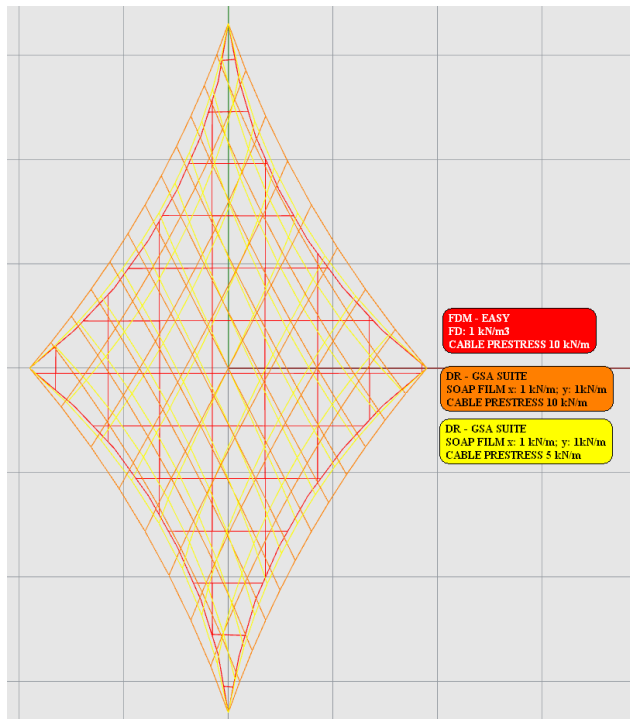 FDM - EASY
FD: 1 kN/m3
CABLE PRESTRESS 10 kN/m
DR - GSA SUITE
SOAP FILM x: 1 kN/m; y: 1kN/m
CABLE PRESTRESS 10 kN/m
DR - GSA SUITE
SOAP FILM x: 1 kN/m; y: 1kN/m
CABLE PRESTRESS 5 kN/m